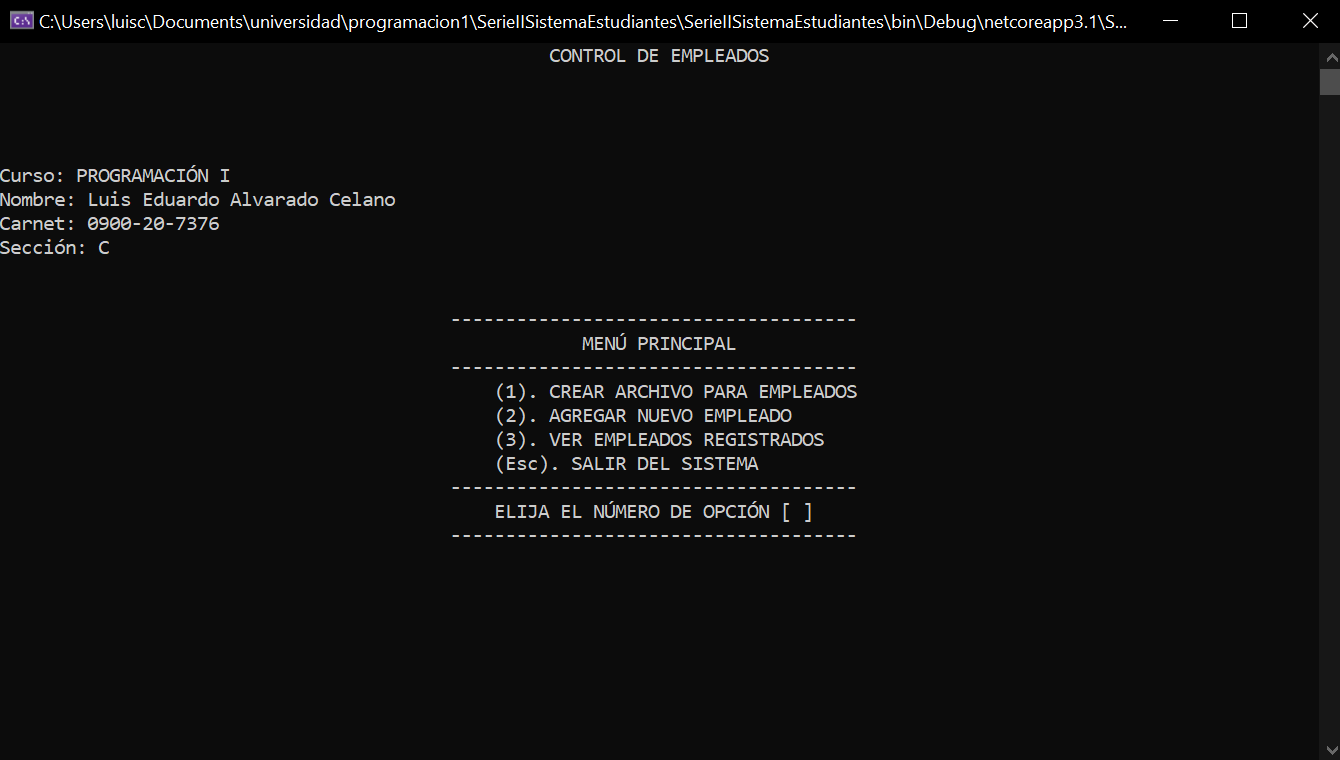 C:\Users\luisc\Documents\universidad\programacion1\SerieIISistemaEstudiantes\SerieIISistemaEstudiantes\bin\Debug\netcoreapp3.1\S...
CONTROL DE EMPLEADOS
Curso: PROGRAMACIÓN I
Nombre: Luis Eduardo Alvarado Celano
Carnet: 0900-20-7376
Sección: C
-------------------------------------
MENÚ PRINCIPAL
-------------------------------------
(1). CREAR ARCHIVO PARA EMPLEADOS
(2). AGREGAR NUEVO EMPLEADO
(3). VER EMPLEADOS REGISTRADOS
(Esc). SALIR DEL SISTEMA
-------------------------------------
ELIJA EL NÚMERO DE OPCIÓN [ ]
-------------------------------------